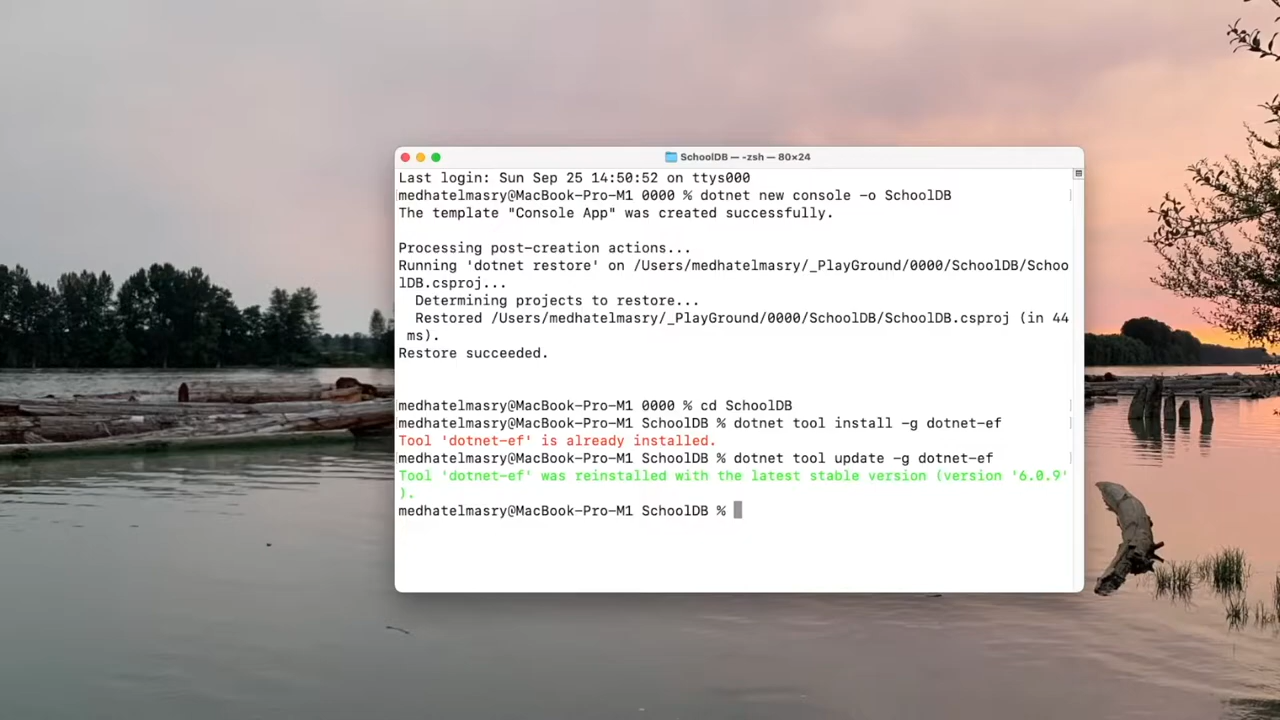 SchoolDB — -zsh — 80×24
Last login: Sun Sep 25 14:50:52 on ttys000
medhatelmasry@MacBook-Pro-M1 0000 % dotnet new console -o SchoolDB
The template "Console App" was created successfully.
Processing post-creation actions...
Running 'dotnet restore' on /Users/medhatelmasry/_PlayGround/0000/SchoolDB/Schoo
lDB.csproj...
Determining projects to restore...
Restored /Users/medhatelmasry/_PlayGround/0000/SchoolDB/SchoolDB.csproj (in 44
ms).
Restore succeeded.
medhatelmasry@MacBook-Pro-M1 0000 % cd SchoolDB
medhatelmasry@MacBook-Pro-M1 SchoolDB % dotnet tool install -g dotnet-ef
Tool 'dotnet-ef' is already installed.
medhatelmasry@MacBook-Pro-M1 SchoolDB % dotnet tool update -g dotnet-ef
Tool 'dotnet-ef' was reinstalled with the latest stable version (version '6.0.9'
).
medhatelmasry@MacBook-Pro-M1 SchoolDB %